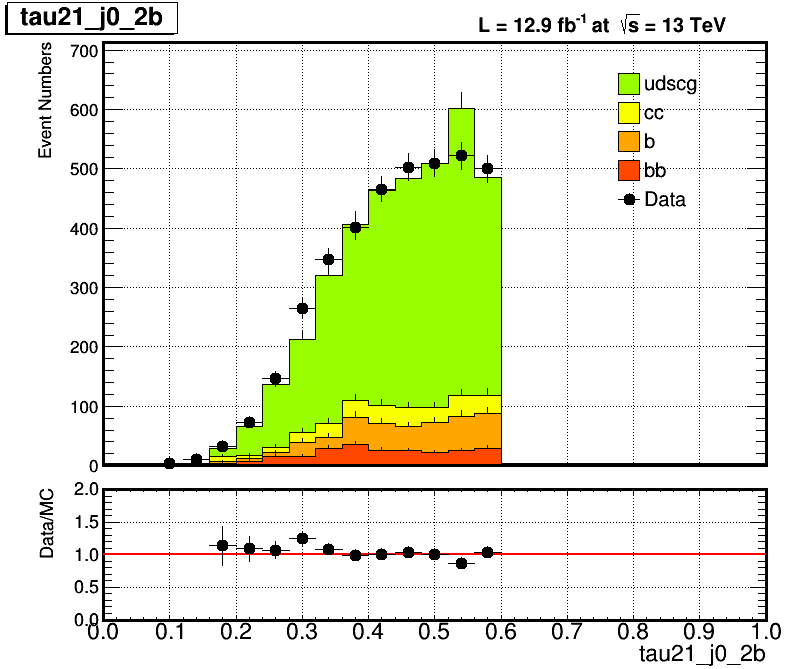 tau21_j0_2b
L = 12.9 fb-1 at √s = 13 TeV
Event Numbers
700
600
500
400
300
200
100
0
udscg
cc
b
bb
Data
Data/MC
2.0
1.5
1.0
0.5
0.0
0.0 0.1 0.2 0.3 0.4 0.5 0.6 0.7 0.8 0.9 1.0
tau21_j0_2b